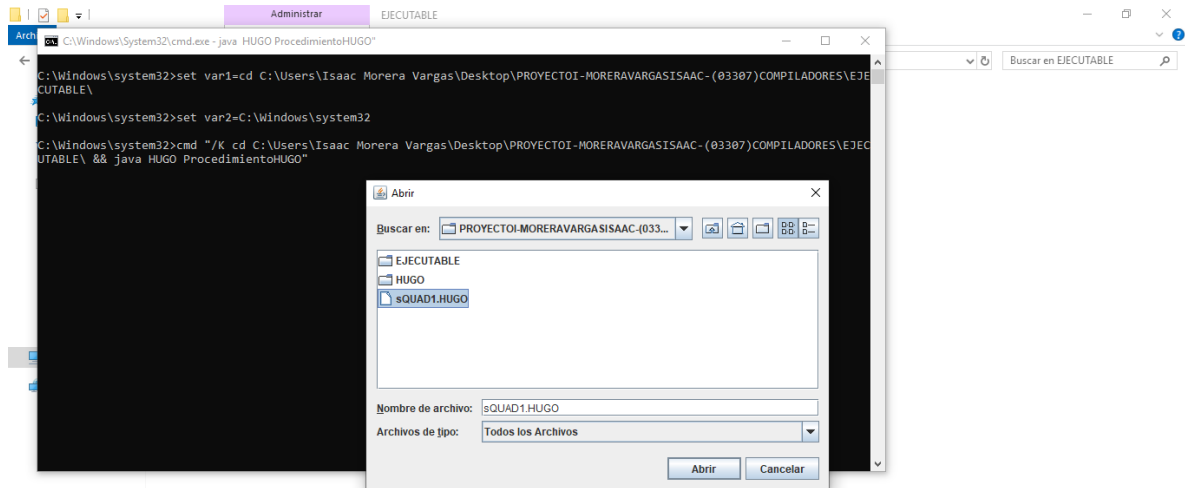 Administrar
EJECUTABLE
Archi
C:\Windows\System32\cmd.exe - java HUGO ProcedimientoHUGO"
Buscar en EJECUTABLE
C:\Windows\system32>set var1=cd C:\Users\Isaac Morera Vargas\Desktop\PROYECTOI-MORERAVARGASISAAC-(03307)COMPILADORES\EJE
CUTABLE\
C:\Windows\system32>set var2=C:\Windows\system32
C:\Windows\system32>cmd "/K cd C:\Users\Isaac Morera Vargas\Desktop\PROYECTOI-MORERAVARGASISAAC-(03307)COMPILADORES\EJEC
UTABLE\ && java HUGO ProcedimientoHUGO"
Abrir
Buscar en:
PROYECTOI-MORERAVARGASISAAC-(033...
EJECUTABLE
HUGO
sQUAD1.HUGO
Nombre de archivo:
sQUAD1.HUGO
Archivos de tipo:
Todos los Archivos
Abrir
Cancelar